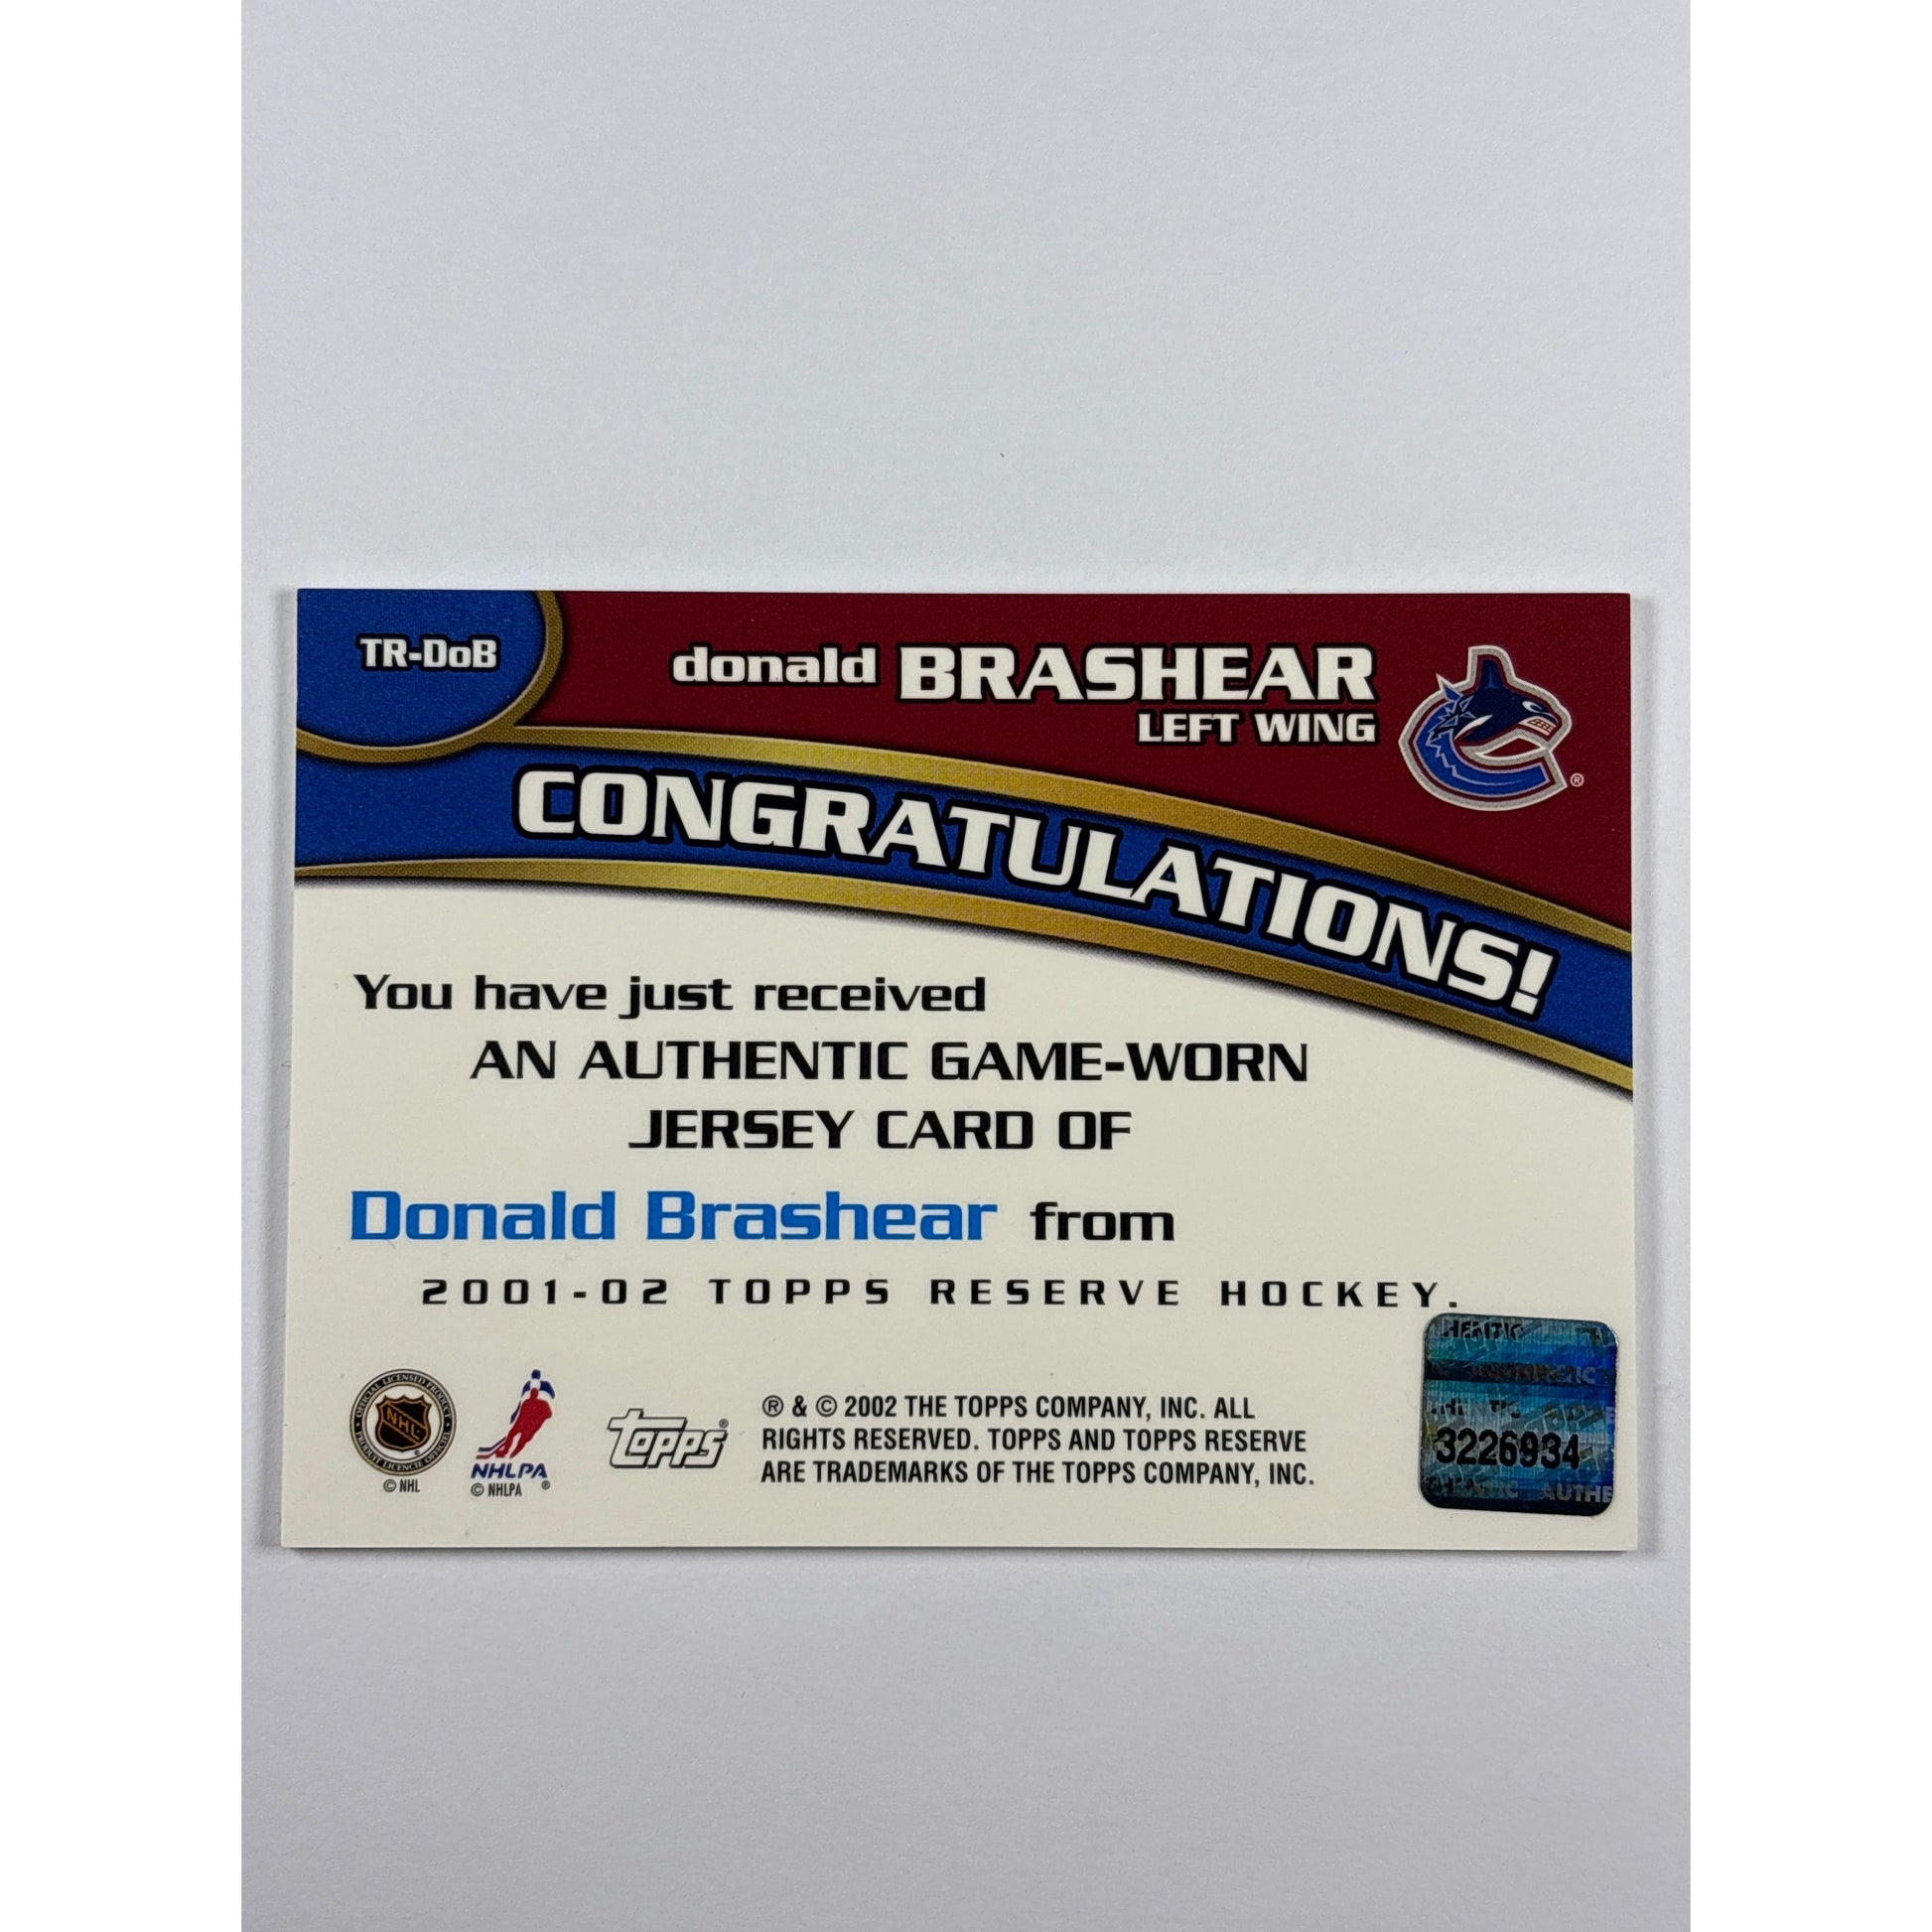 TR-DoB
donald BRASHEAR
LEFT WING
®
CONGRATULATIONS!
You have just received
AN AUTHENTIC GAME-WORN
JERSEY CARD OF
Donald Brashear from
2001-02 TOPPS RESERVE HOCKEY.
NHL
© NHL
NHLPA
© NHLPA ®
Topps ®
® & © 2002 THE TOPPS COMPANY, INC. ALL
RIGHTS RESERVED. TOPPS AND TOPPS RESERVE
ARE TRADEMARKS OF THE TOPPS COMPANY, INC.
3226934